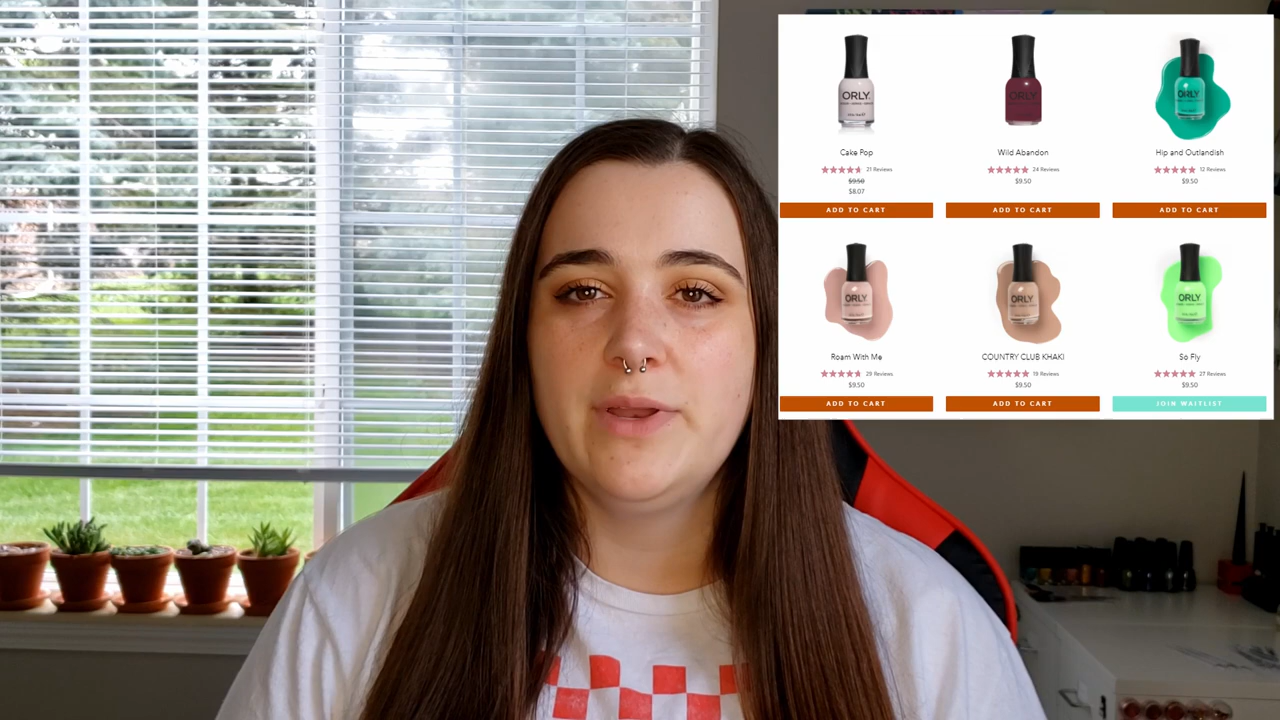 ORLY
ORLY
ORLY
Cake Pop
Wild Abandon
Hip and Outlandish
21 Reviews
24 Reviews
12 Reviews
$9.50
$9.50
$9.50
$8.07
ADD TO CART
ADD TO CART
ADD TO CART
ORLY
ORLY
ORLY
Roam With Me
COUNTRY CLUB KHAKI
So Fly
29 Reviews
19 Reviews
27 Reviews
$9.50
$9.50
$9.50
ADD TO CART
ADD TO CART
JOIN WAITLIST